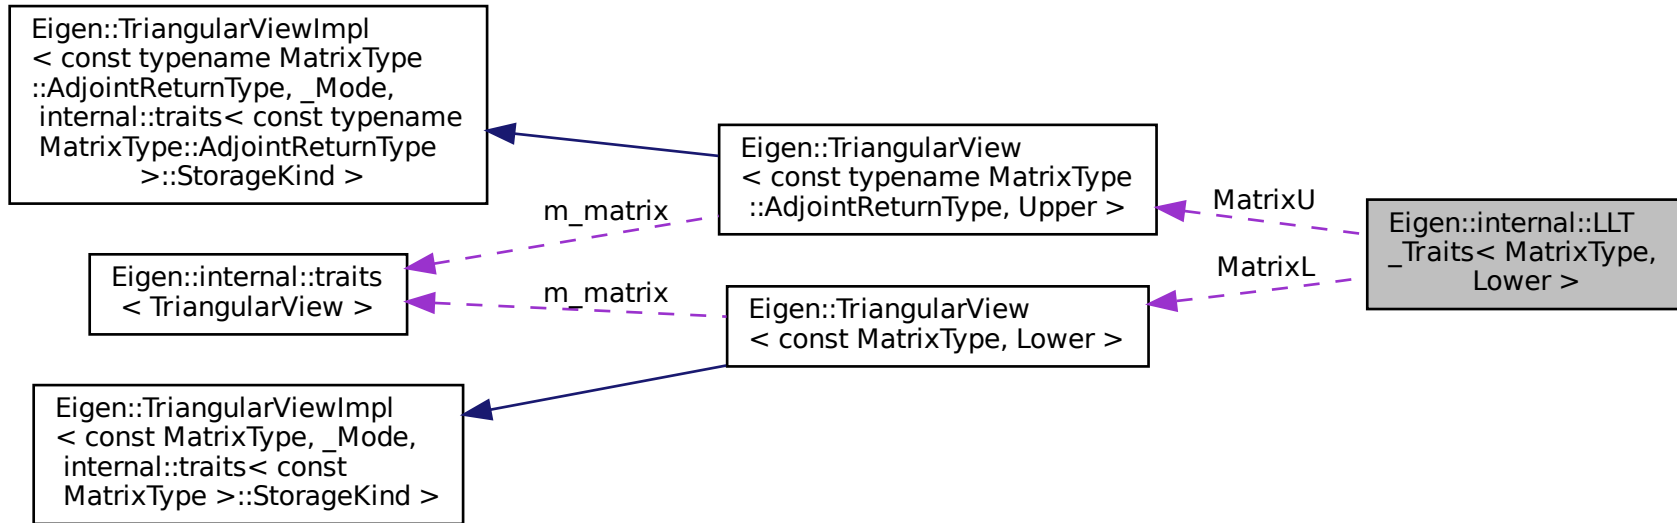 Eigen::TriangularViewImpl
< const typename MatrixType
::AdjointReturnType, _Mode,
internal::traits< const typename
MatrixType::AdjointReturnType
>::StorageKind >
Eigen::internal::traits
< TriangularView >
Eigen::TriangularViewImpl
< const MatrixType, _Mode,
internal::traits< const
MatrixType >::StorageKind >
m_matrix
m_matrix
Eigen::TriangularView
< const typename MatrixType
::AdjointReturnType, Upper >
Eigen::TriangularView
< const MatrixType, Lower >
MatrixU
MatrixL
Eigen::internal::LLT
_Traits< MatrixType,
Lower >